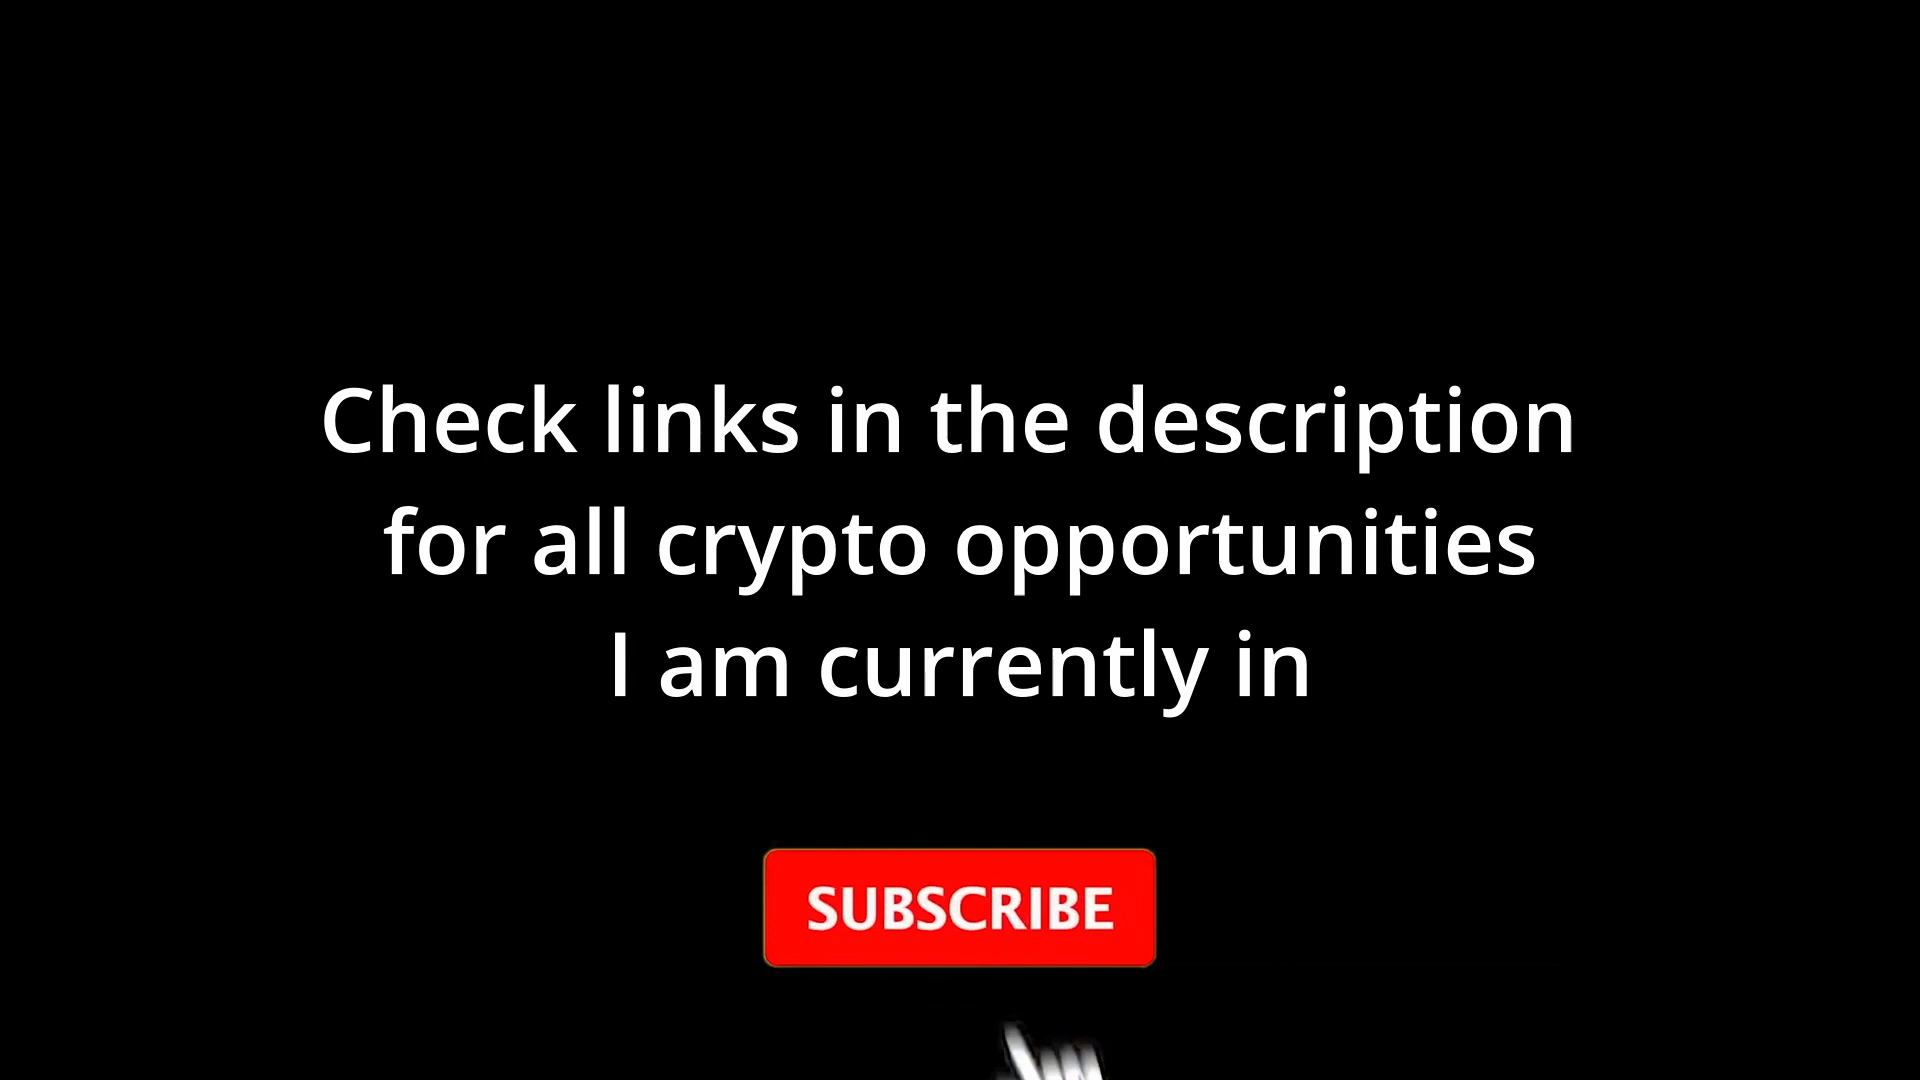 Check links in the description
for all crypto opportunities
I am currently in
SUBSCRIBE